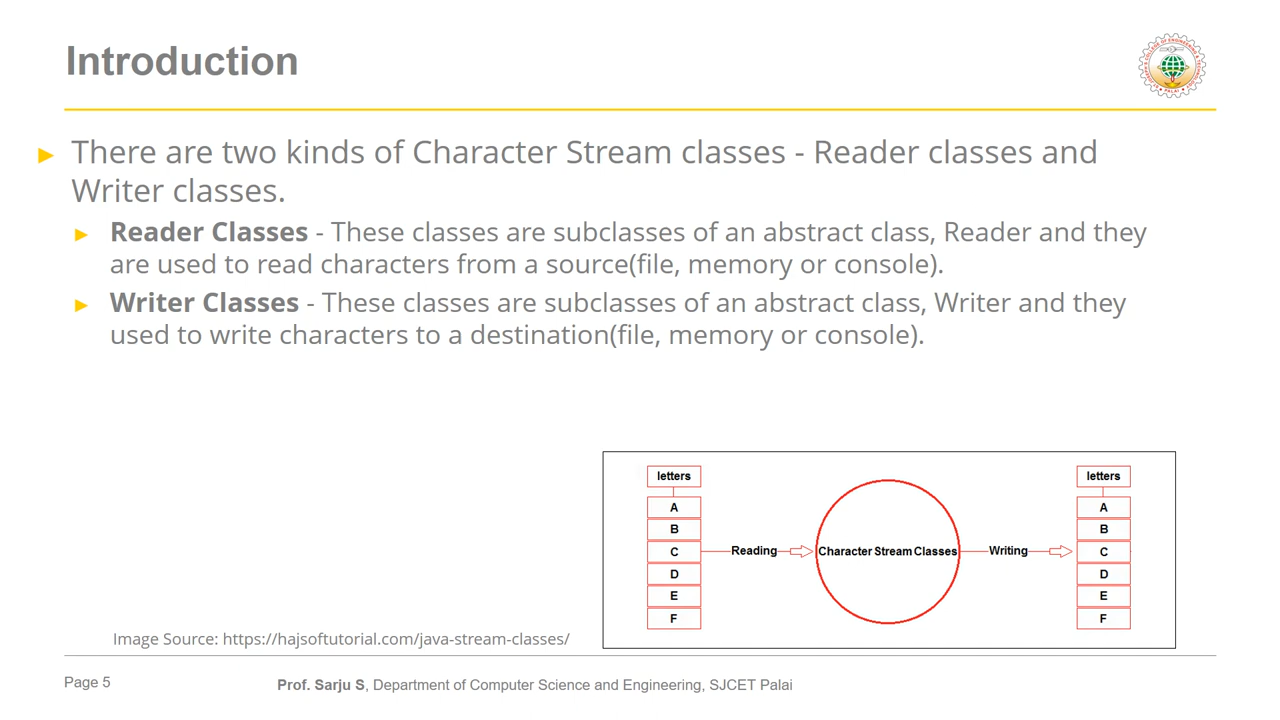 Introduction
► There are two kinds of Character Stream classes - Reader classes and
Writer classes.
► Reader Classes - These classes are subclasses of an abstract class, Reader and they
are used to read characters from a source(file, memory or console).
► Writer Classes - These classes are subclasses of an abstract class, Writer and they
used to write characters to a destination(file, memory or console).
letters
A
B
C
D
E
F
Reading
Character Stream Classes
Writing
letters
A
B
C
D
E
F
Image Source: https://hajsoftutorial.com/java-stream-classes/
Page 5
Prof. Sarju S, Department of Computer Science and Engineering, SJCET Palai